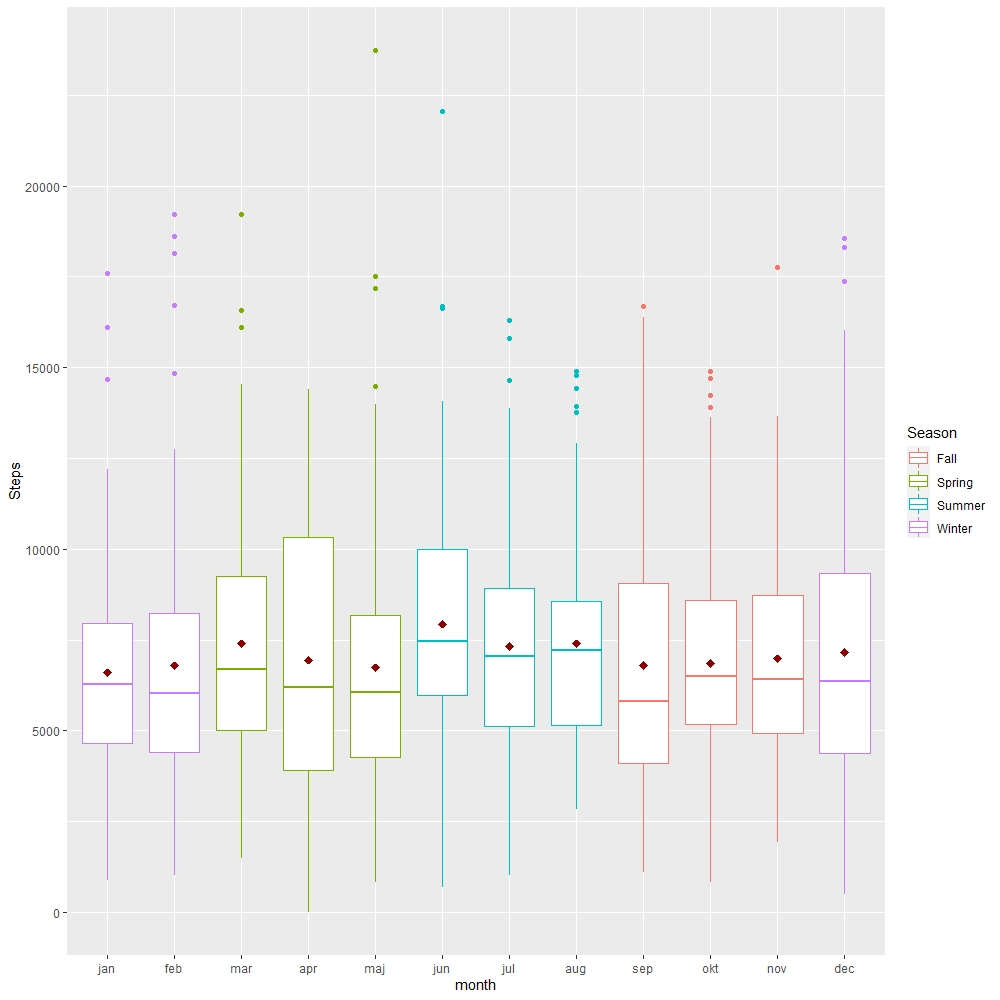 Steps
20000
15000
10000
5000
0
jan feb mar apr maj jun jul aug sep okt nov dec
month
Season
Fall
Spring
Summer
Winter